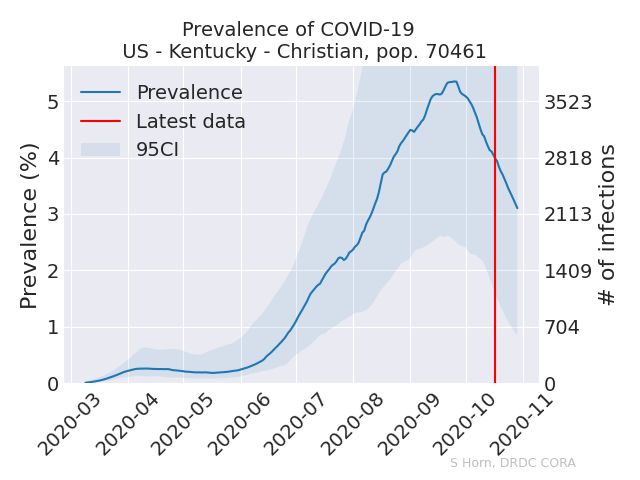 Prevalence of COVID-19
US - Kentucky - Christian, pop. 70461
Prevalence
Latest data
95CI
Prevalence (%)
5
4
3
2
1
0
3523
2818
2113
1409
704
0
# of infections
2020-03
2020-04
2020-05
2020-06
2020-07
2020-08
2020-09
2020-10
2020-11
S Horn, DRDC CORA